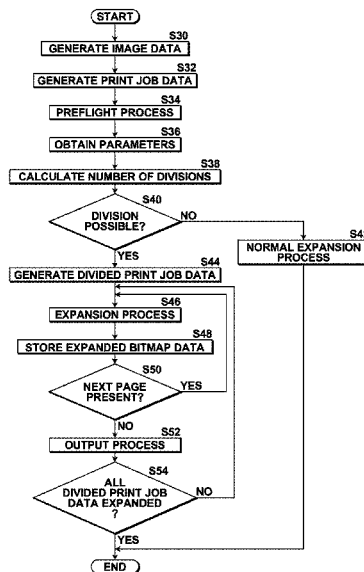 START
S30
GENERATE IMAGE DATA
S32
GENERATE PRINT JOB DATA
S34
PREFLIGHT PROCESS
S36
OBTAIN PARAMETERS
S38
CALCULATE NUMBER OF DIVISIONS
S40
DIVISION
POSSIBLE?
NO
YES
NORMAL EXPANSION
PROCESS
S44
GENERATE DIVIDED PRINT JOB DATA
S46
EXPANSION PROCESS
S48
STORE EXPANDED BITMAP DATA
S50
NEXT PAGE
PRESENT?
YES
NO
S52
OUTPUT PROCESS
S54
ALL
DIVIDED PRINT JOB
DATA EXPANDED
?
NO
YES
END